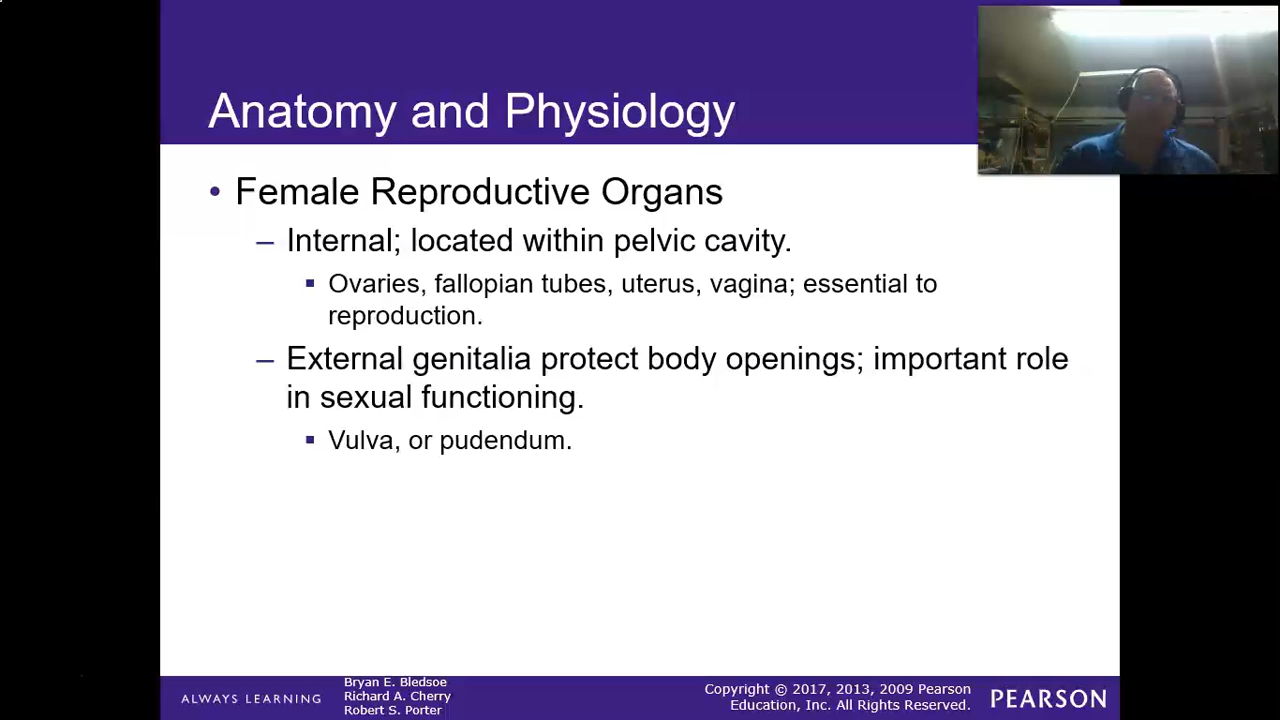 Anatomy and Physiology
• Female Reproductive Organs
– Internal; located within pelvic cavity.
▪ Ovaries, fallopian tubes, uterus, vagina; essential to
reproduction.
– External genitalia protect body openings; important role
in sexual functioning.
▪ Vulva, or pudendum.
ALWAYS LEARNING
Bryan E. Bledsoe
Richard A. Cherry
Robert S. Porter
Copyright © 2017, 2013, 2009 Pearson
Education, Inc. All Rights Reserved.
PEARSON